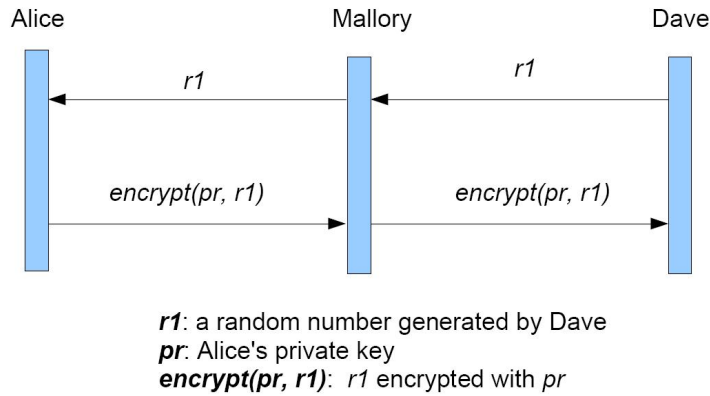 Alice Mallory Dave
r1 r1
encrypt(pr, r1) encrypt(pr, r1)
r1: a random number generated by Dave
pr: Alice's private key
encrypt(pr, r1): r1 encrypted with pr